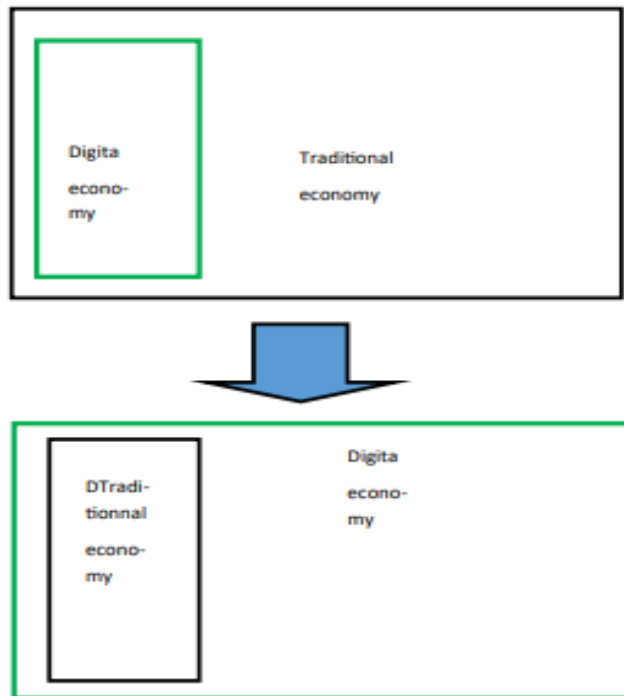 Digita
econo-
my
Traditional
economy
DTradi-
tionnal
econo-
my
Digita
econo-
my